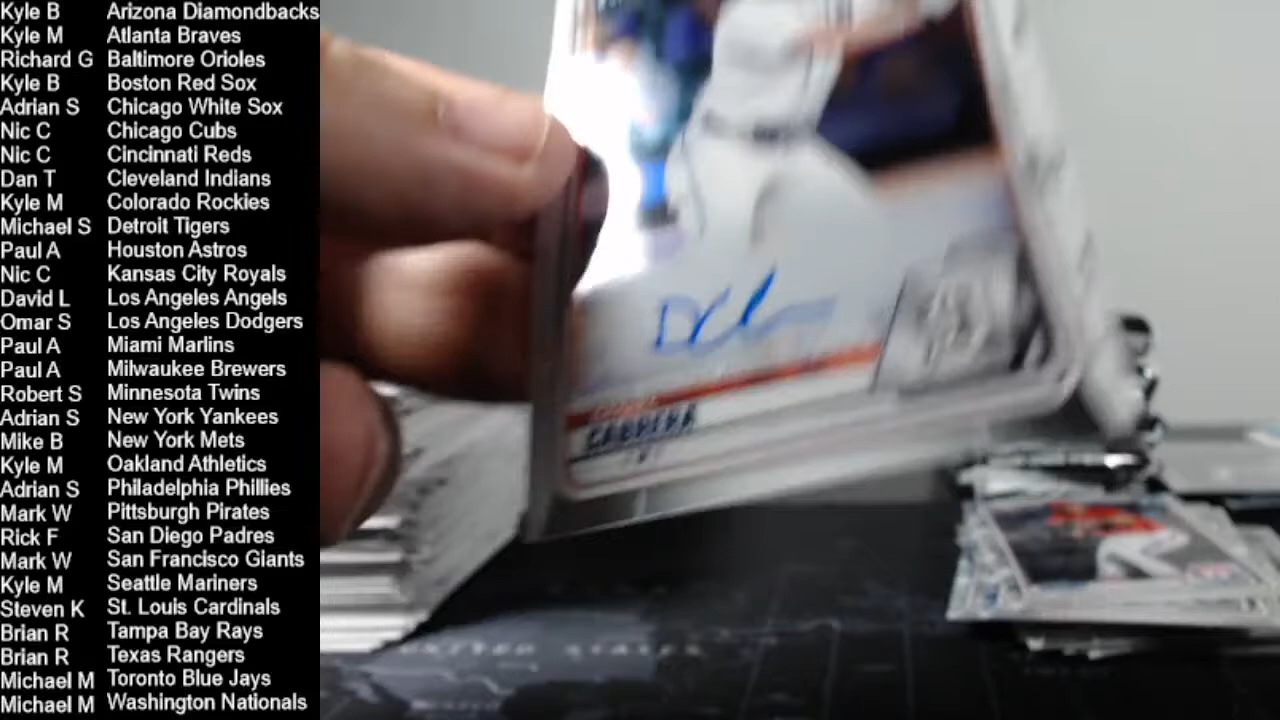 Kyle B Arizona Diamondbacks
Kyle M Atlanta Braves
Richard G Baltimore Orioles
Kyle B Boston Red Sox
Adrian S Chicago White Sox
Nic C Chicago Cubs
Nic C Cincinnati Reds
Dan T Cleveland Indians
Kyle M Colorado Rockies
Michael S Detroit Tigers
Paul A Houston Astros
Nic C Kansas City Royals
David L Los Angeles Angels
Omar S Los Angeles Dodgers
Paul A Miami Marlins
Paul A Milwaukee Brewers
Robert S Minnesota Twins
Adrian S New York Yankees
Mike B New York Mets
Kyle M Oakland Athletics
Adrian S Philadelphia Phillies
Mark W Pittsburgh Pirates
Rick F San Diego Padres
Mark W San Francisco Giants
Kyle M Seattle Mariners
Steven K St. Louis Cardinals
Brian R Tampa Bay Rays
Brian R Texas Rangers
Michael M Toronto Blue Jays
Michael M Washington Nationals
CABRERA
UNITED STATES